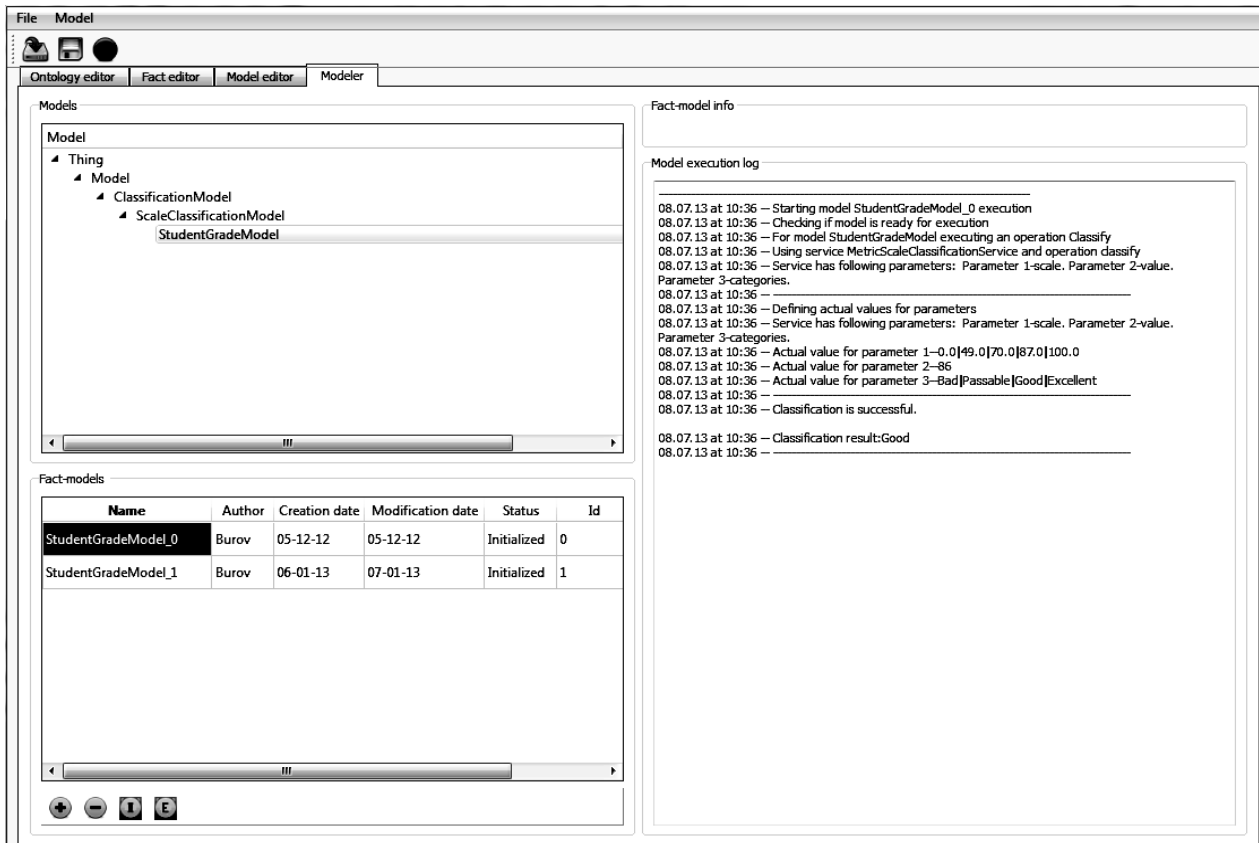 File Model
Ontology editor Fact editor Model editor Modeler
Models
Model
Thing
Model
ClassificationModel
ScaleClassificationModel
StudentGradeModel
Fact-models
Name Author Creation date Modification date Status Id
StudentGradeModel_0 Burov 05-12-12 05-12-12 Initialized 0
StudentGradeModel_1 Burov 06-01-13 07-01-13 Initialized 1
I E
Fact-model info
Model execution log
08.07.13 at 10:36 -- Starting model StudentGradeModel_0 execution
08.07.13 at 10:36 -- Checking if model is ready for execution
08.07.13 at 10:36 -- For model StudentGradeModel executing an operation Classify
08.07.13 at 10:36 -- Using service MetricScaleClassificationService and operation classify
08.07.13 at 10:36 -- Service has following parameters: Parameter 1-scale. Parameter 2-value.
Parameter 3-categories.
08.07.13 at 10:36 -- ------------------------------------------------------------
08.07.13 at 10:36 -- Defining actual values for parameters
08.07.13 at 10:36 -- Service has following parameters: Parameter 1-scale. Parameter 2-value.
Parameter 3-categories.
08.07.13 at 10:36 -- Actual value for parameter 1--0.0|49.0|70.0|87.0|100.0
08.07.13 at 10:36 -- Actual value for parameter 2--86
08.07.13 at 10:36 -- Actual value for parameter 3--Bad|Passable|Good|Excellent
08.07.13 at 10:36 -- ------------------------------------------------------------
08.07.13 at 10:36 -- Classification is successful.
08.07.13 at 10:36 -- Classification result:Good
08.07.13 at 10:36 -- ------------------------------------------------------------